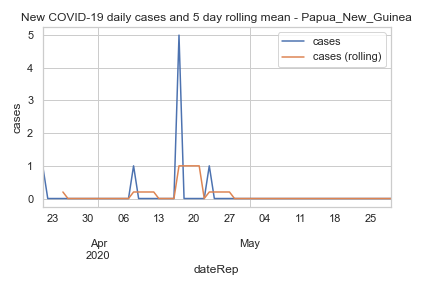 New COVID-19 daily cases and 5 day rolling mean - Papua_New_Guinea
cases
cases (rolling)
5
4
3
2
1
0
cases
23 30 06 13 20 27 04 11 18 25
Apr May
2020
dateRep